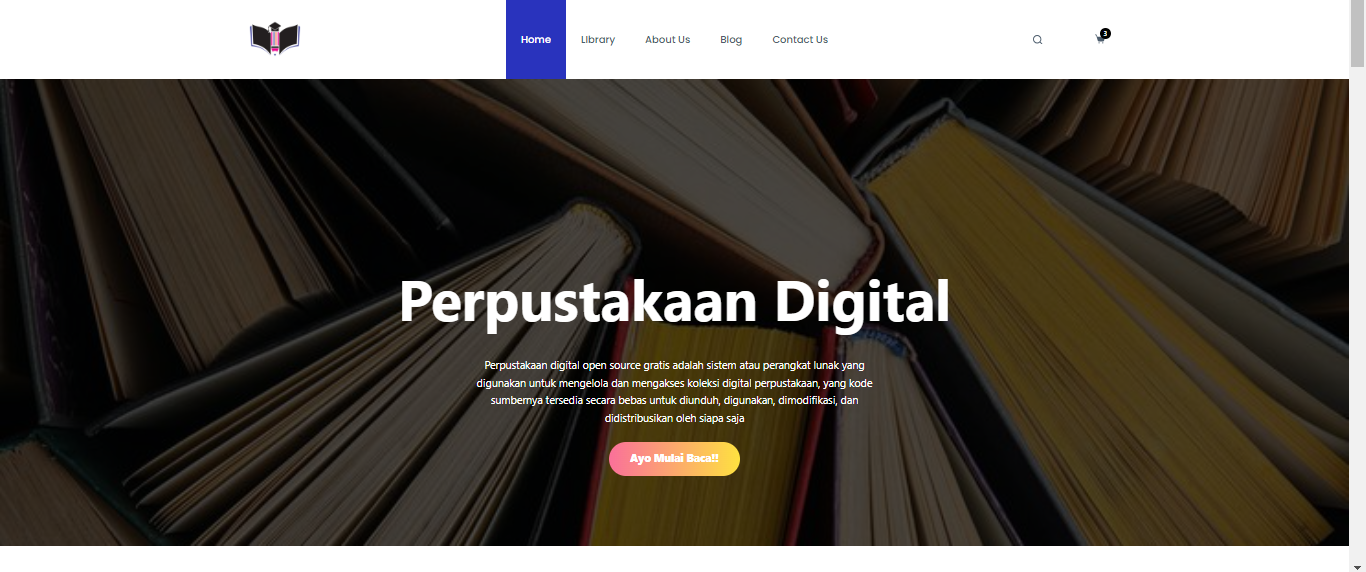 Home
LIbrary
About Us
Blog
Contact Us
3
Perpustakaan Digital
Perpustakaan digital open source gratis adalah sistem atau perangkat lunak yang
digunakan untuk mengelola dan mengakses koleksi digital perpustakaan, yang kode
sumbernya tersedia secara bebas untuk diunduh, digunakan, dimodifikasi, dan
didistribusikan oleh siapa saja
Ayo Mulai Baca!!